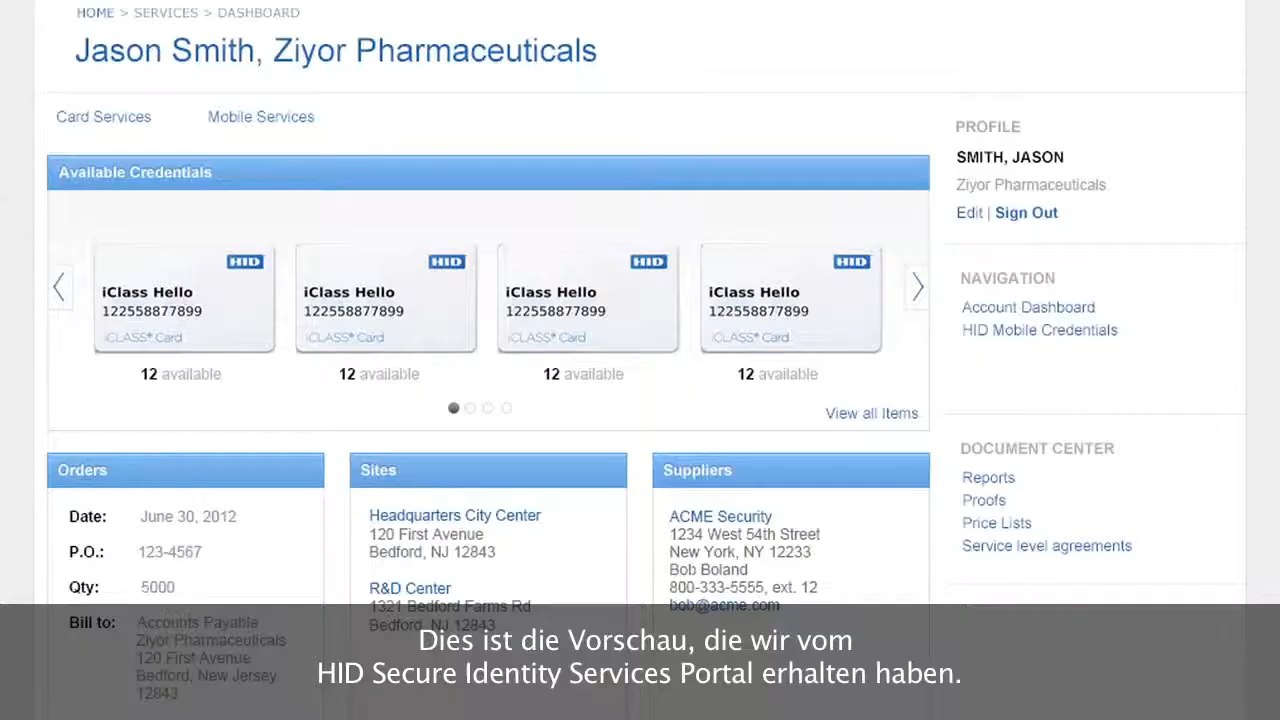 HOME > SERVICES > DASHBOARD
Jason Smith, Ziyor Pharmaceuticals
Card Services
Mobile Services
Available Credentials
HID
iClass Hello
122558877899
iCLASS® Card
12 available
HID
iClass Hello
122558877899
iCLASS® Card
12 available
HID
iClass Hello
122558877899
iCLASS® Card
12 available
HID
iClass Hello
122558877899
iCLASS® Card
12 available
View all Items
Orders
Date: June 30, 2012
P.O.: 123-4567
Qty: 5000
Bill to: Accounts Payable
Ziyor Pharmaceuticals
120 First Avenue
Bedford, New Jersey
12843
Sites
Headquarters City Center
120 First Avenue
Bedford, NJ 12843
R&D Center
1321 Bedford Farms Rd
Bedford, NJ 12843
Suppliers
ACME Security
1234 West 54th Street
New York, NY 12233
Bob Boland
800-333-5555, ext. 12
bob@acme.com
PROFILE
SMITH, JASON
Ziyor Pharmaceuticals
Edit | Sign Out
NAVIGATION
Account Dashboard
HID Mobile Credentials
DOCUMENT CENTER
Reports
Proofs
Price Lists
Service level agreements
Dies ist die Vorschau, die wir vom
HID Secure Identity Services Portal erhalten haben.